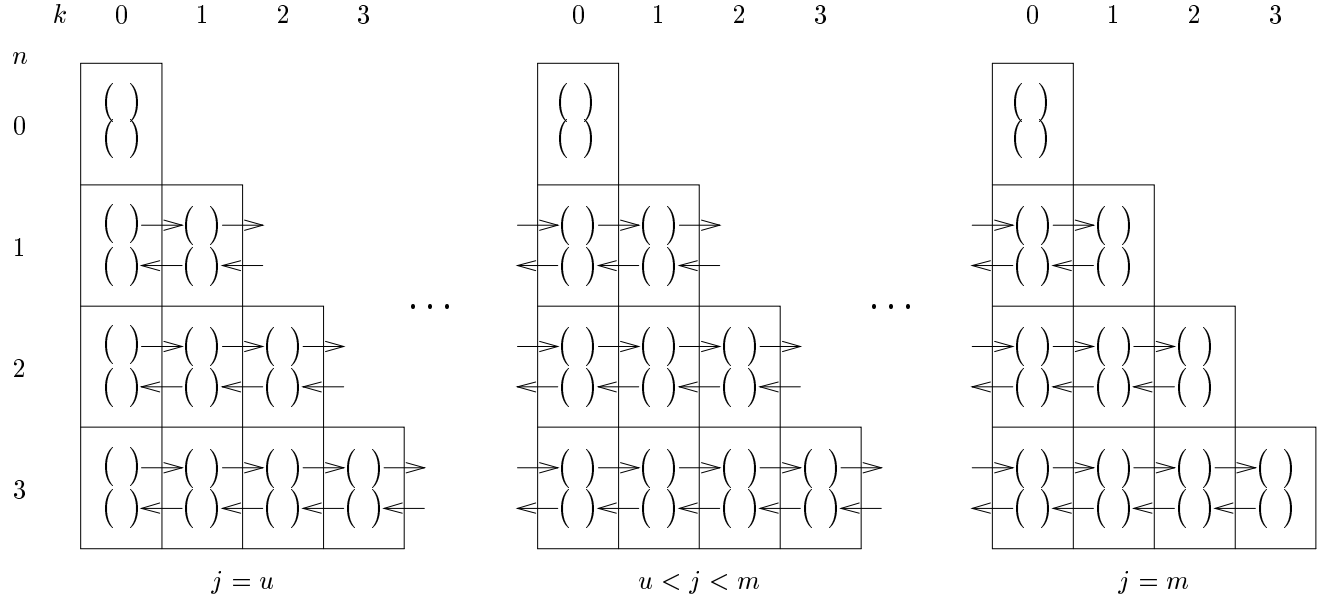 k 0 1 2 3 0 1 2 3 0 1 2 3
n
0 ( ) ( ) ( )
( ) ( ) ( )
1 ( ) ( ) ( ) ( ) ( ) ( )
( ) ( ) ( ) ( ) ( ) ( )
. . . . . .
2 ( ) ( ) ( ) ( ) ( ) ( ) ( ) ( ) ( )
( ) ( ) ( ) ( ) ( ) ( ) ( ) ( ) ( )
3 ( ) ( ) ( ) ( ) ( ) ( ) ( ) ( ) ( ) ( ) ( ) ( )
( ) ( ) ( ) ( ) ( ) ( ) ( ) ( ) ( ) ( ) ( ) ( )
j = u u < j < m j = m